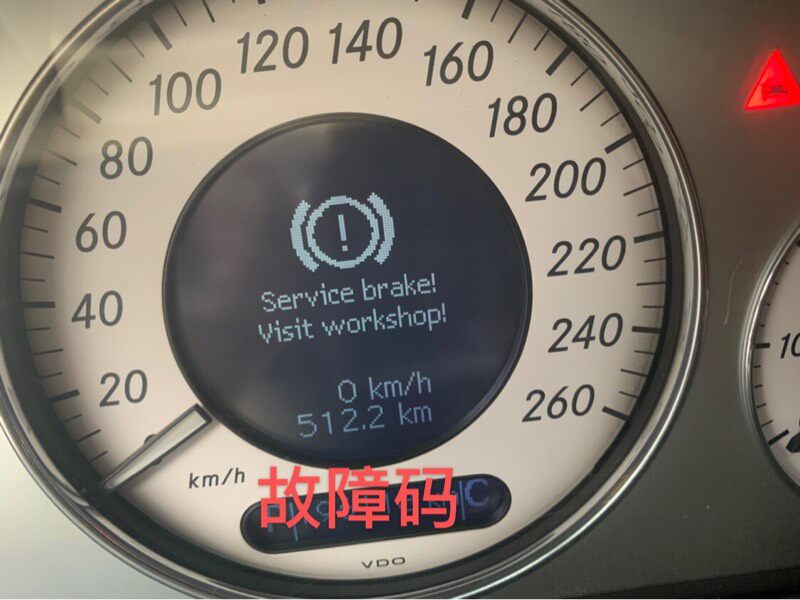 120 140
100 160
80 180
60 200
40 220
20 240
260
!
Service brake!
Visit workshop!
0 km/h
512.2 km
km/h
故障码
C
VDO
10